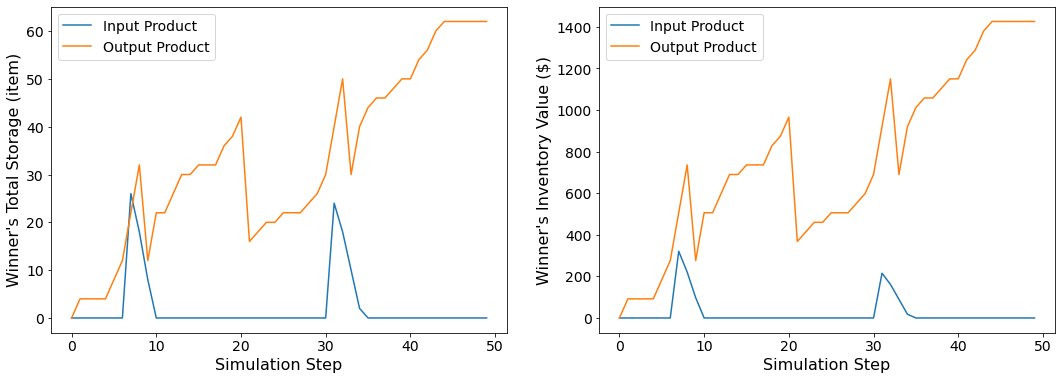 Input Product
Output Product
Winner's Total Storage (item)
60
50
40
30
20
10
0
0 10 20 30 40 50
Simulation Step
Input Product
Output Product
Winner's Inventory Value ($)
1400
1200
1000
800
600
400
200
0
0 10 20 30 40 50
Simulation Step